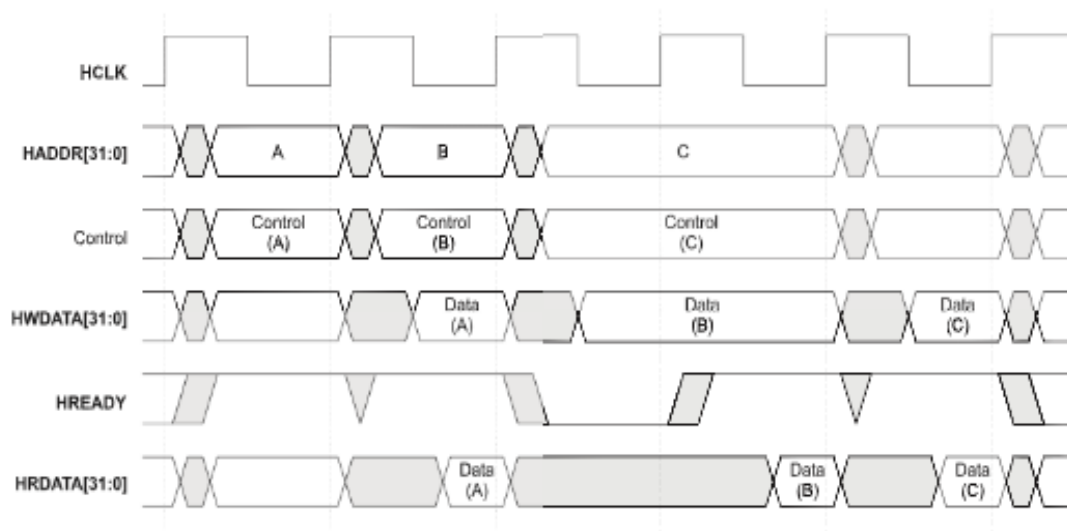 HCLK
HADDR[31:0]
A
B
C
Control
Control
(A)
Control
(B)
Control
(C)
HWDATA[31:0]
Data
(A)
Data
(B)
Data
(C)
HREADY
HRDATA[31:0]
Data
(A)
Data
(B)
Data
(C)